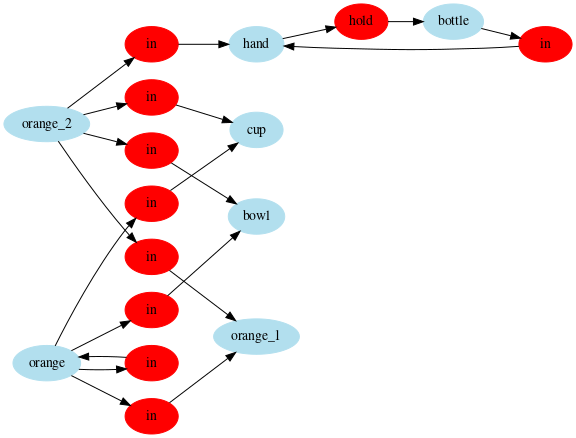 hold
bottle
in
hand
in
in
orange_2
cup
in
in
bowl
in
in
orange_1
orange
in
in